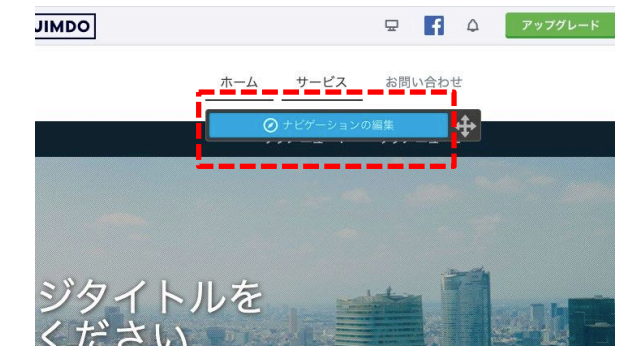 JIMDO
アップグレード
ホーム サービス お問い合わせ
ナビゲーションの編集
ジタイトルを
ください